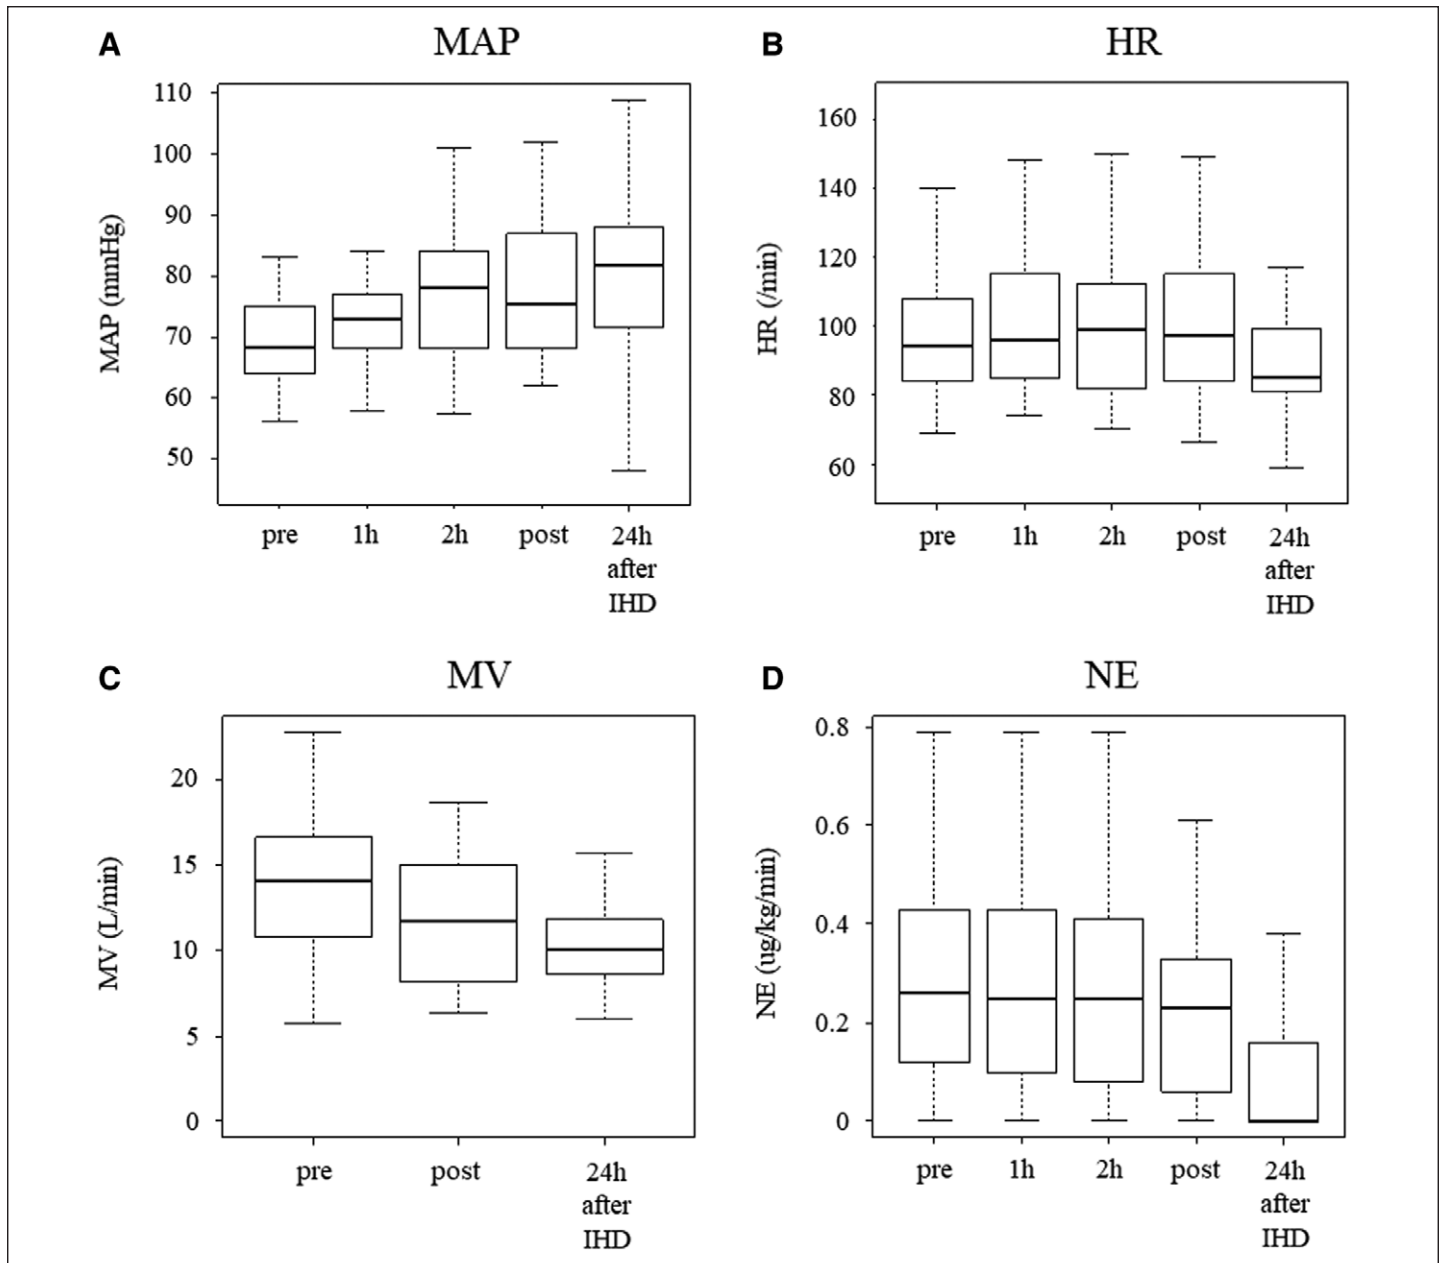 A
MAP
MAP (mmHg)
110
100
90
80
70
60
50
pre
1h
2h
post
24h
after
IHD
B
HR
HR (/min)
160
140
120
100
80
60
pre
1h
2h
post
24h
after
IHD
C
MV
MV (L/min)
20
15
10
5
0
pre
post
24h
after
IHD
D
NE
NE (ug/kg/min)
0.8
0.6
0.4
0.2
0
pre
1h
2h
post
24h
after
IHD